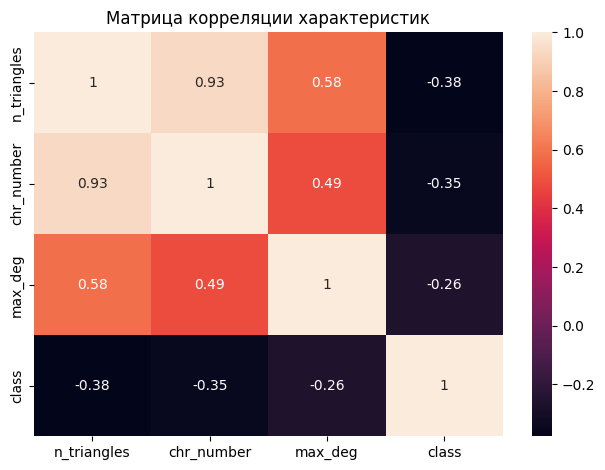 Матрица корреляции характеристик
n_triangles 1 0.93 0.58 -0.38
chr_number 0.93 1 0.49 -0.35
max_deg 0.58 0.49 1 -0.26
class -0.38 -0.35 -0.26 1
n_triangles chr_number max_deg class
1.0
0.8
0.6
0.4
0.2
0.0
−0.2